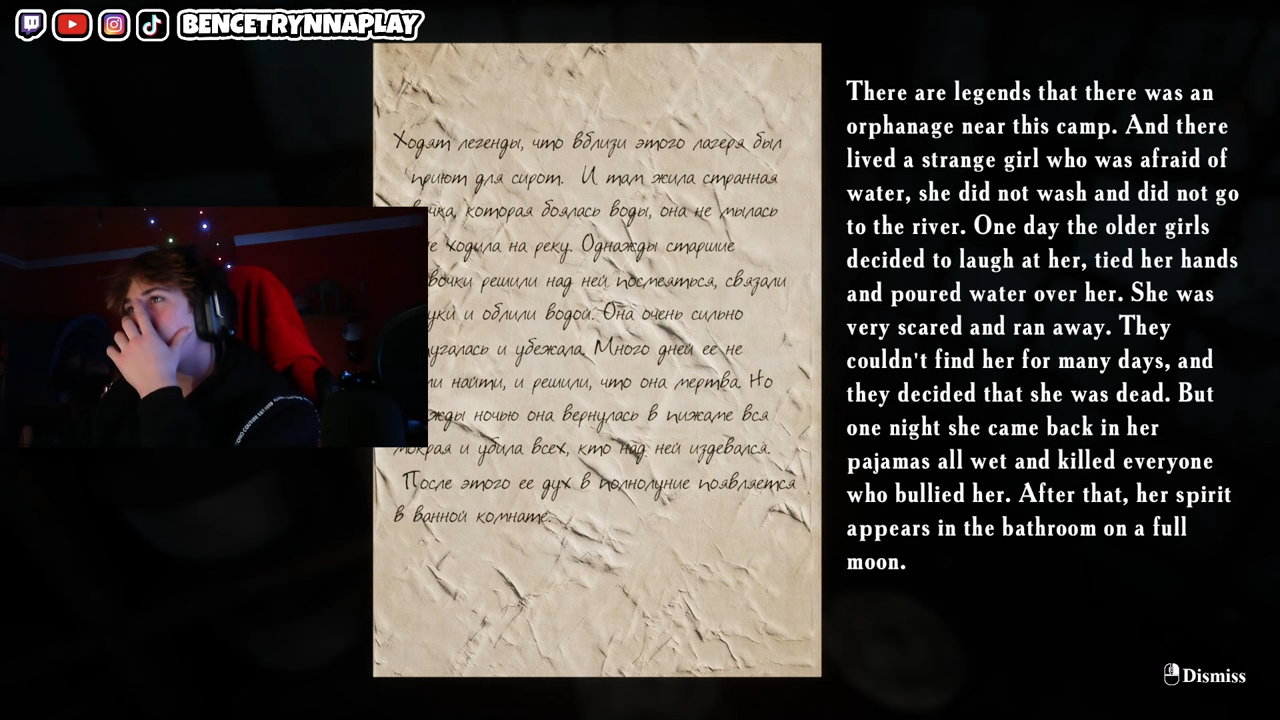 BENCETRYNNAPLAY
Ходят легенды, что вблизи этого лагеря был
приют для сирот. И там жила странная
которая боялась воды, она не мылась
ходила на реку. Однажды старшие
решили над ней посмеяться, связали
и облили водой. Она очень сильно
и убежала. Много дней ее не
найти, и решили, что она мертва. Но
ночью она вернулась в пижаме вся
мокрая и убила всех, кто над ней издевался.
После этого ее дух в полнолуние появляется
в ванной комнате.
There are legends that there was an
orphanage near this camp. And there
lived a strange girl who was afraid of
water, she did not wash and did not go
to the river. One day the older girls
decided to laugh at her, tied her hands
and poured water over her. She was
very scared and ran away. They
couldn't find her for many days, and
they decided that she was dead. But
one night she came back in her
pajamas all wet and killed everyone
who bullied her. After that, her spirit
appears in the bathroom on a full
moon.
Dismiss